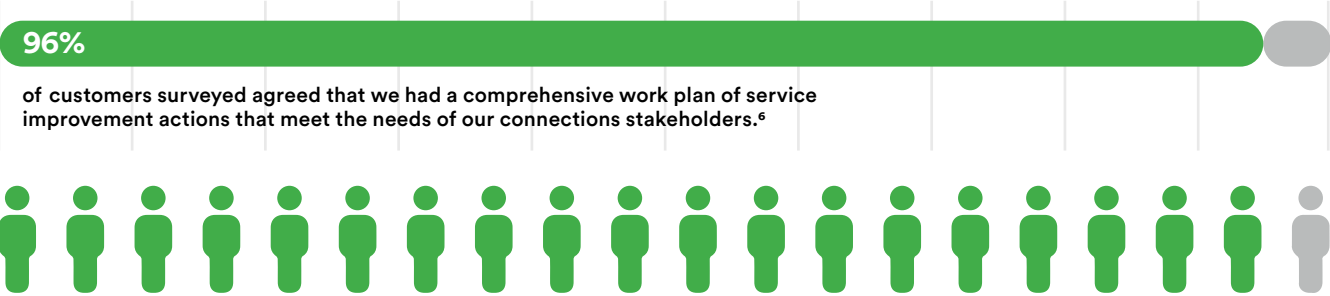 96%
of customers surveyed agreed that we had a comprehensive work plan of service
improvement actions that meet the needs of our connections stakeholders.⁶